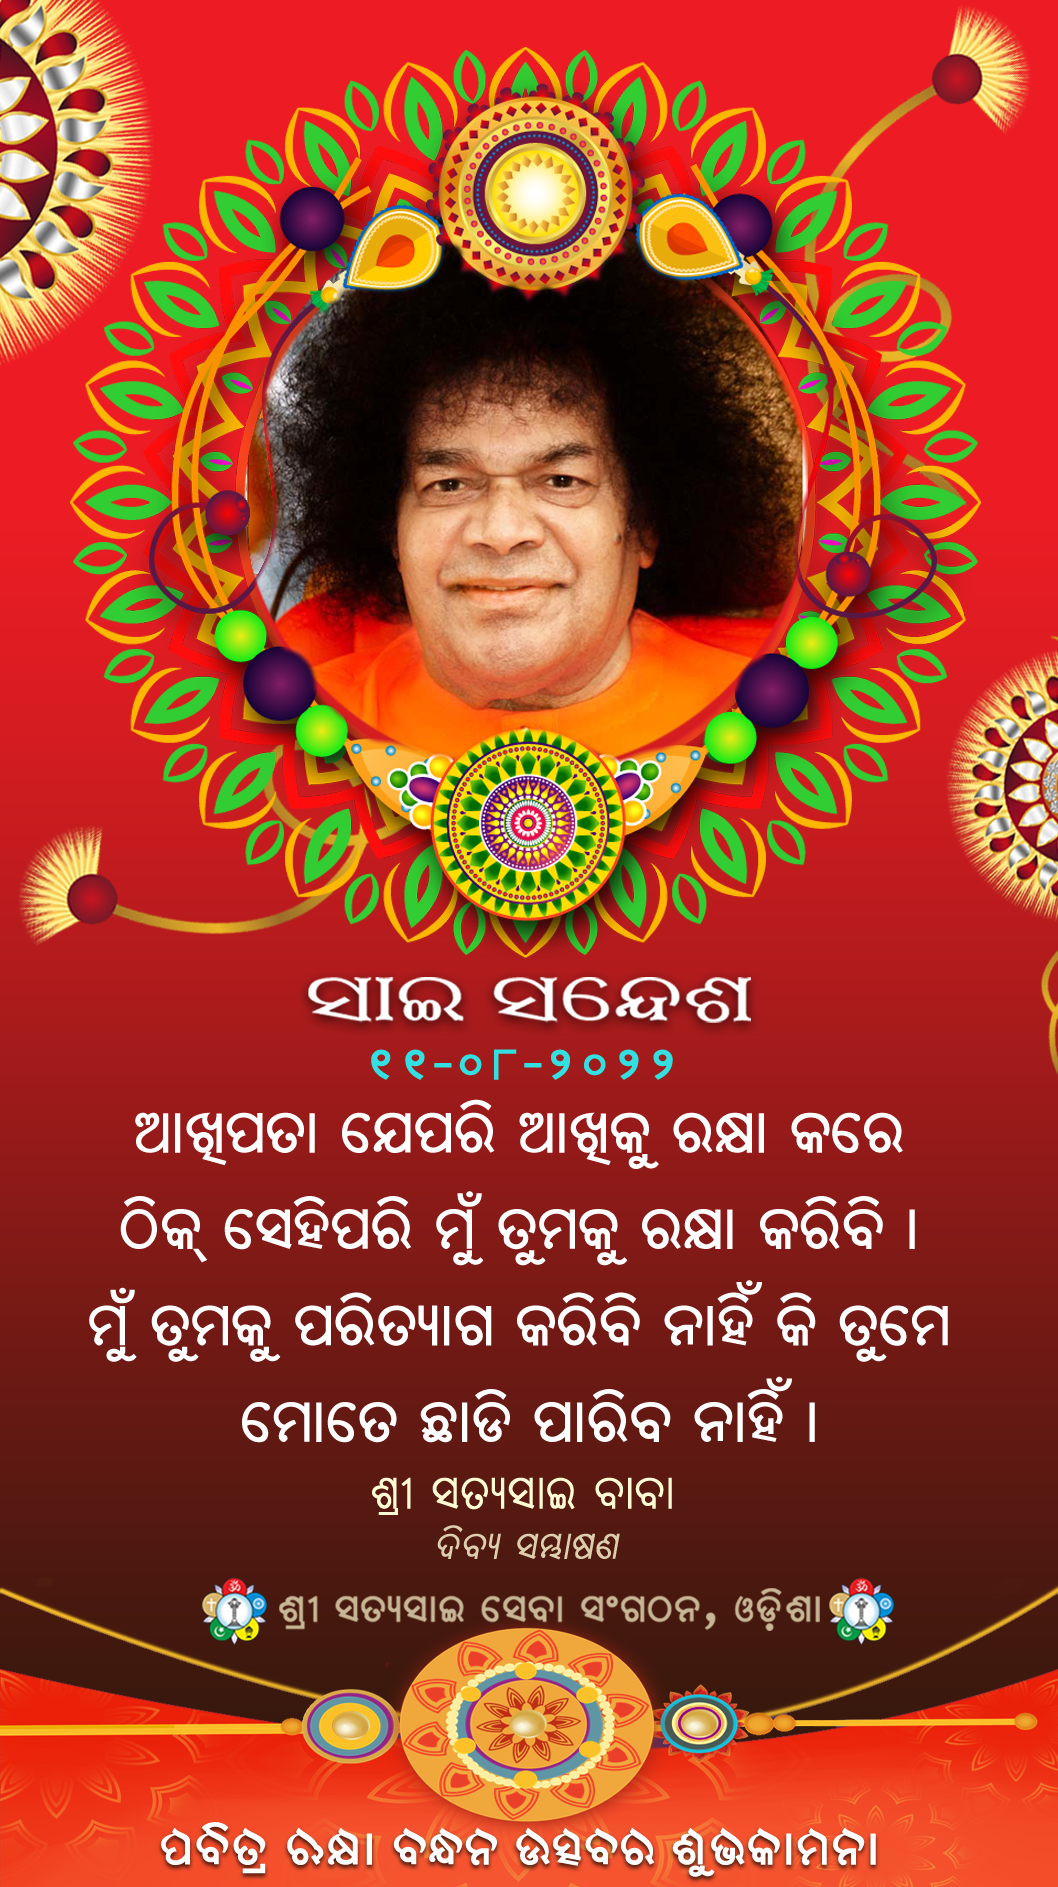 ସାଇ ସନ୍ଦେଶ
୧୧-୦୮-୨୦୨୨
ଆଖିପତା ଯେପରି ଆଖିକୁ ରକ୍ଷା କରେ
ଠିକ୍ ସେହିପରି ମୁଁ ତୁମକୁ ରକ୍ଷା କରିବି ।
ମୁଁ ତୁମକୁ ପରିତ୍ୟାଗ କରିବି ନାହିଁ କି ତୁମେ
ମୋତେ ଛାଡି ପାରିବ ନାହିଁ ।
ଶ୍ରୀ ସତ୍ୟସାଇ ବାବା
ଦିବ୍ୟ ସମ୍ଭାଷଣ
ଶ୍ରୀ ସତ୍ୟସାଇ ସେବା ସଂଗଠନ, ଓଡ଼ିଶା
ପବିତ୍ର ରକ୍ଷା ବନ୍ଧନ ଉତ୍ସବର ଶୁଭକାମନା